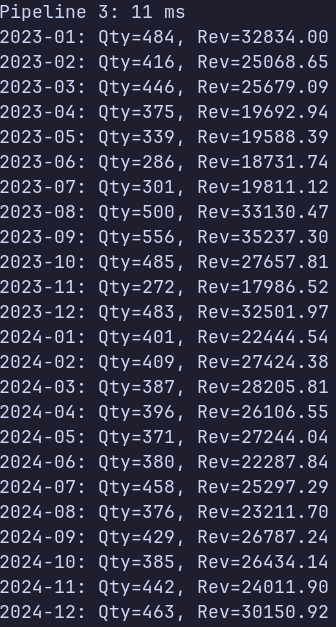 Pipeline 3: 11 ms
2023-01: Qty=484, Rev=32834.00
2023-02: Qty=416, Rev=25068.65
2023-03: Qty=446, Rev=25679.09
2023-04: Qty=375, Rev=19692.94
2023-05: Qty=339, Rev=19588.39
2023-06: Qty=286, Rev=18731.74
2023-07: Qty=301, Rev=19811.12
2023-08: Qty=500, Rev=33130.47
2023-09: Qty=556, Rev=35237.30
2023-10: Qty=485, Rev=27657.81
2023-11: Qty=272, Rev=17986.52
2023-12: Qty=483, Rev=32501.97
2024-01: Qty=401, Rev=22444.54
2024-02: Qty=409, Rev=27424.38
2024-03: Qty=387, Rev=28205.81
2024-04: Qty=396, Rev=26106.55
2024-05: Qty=371, Rev=27244.04
2024-06: Qty=380, Rev=22287.84
2024-07: Qty=458, Rev=25297.29
2024-08: Qty=376, Rev=23211.70
2024-09: Qty=429, Rev=26787.24
2024-10: Qty=385, Rev=26434.14
2024-11: Qty=442, Rev=24011.90
2024-12: Qty=463, Rev=30150.92